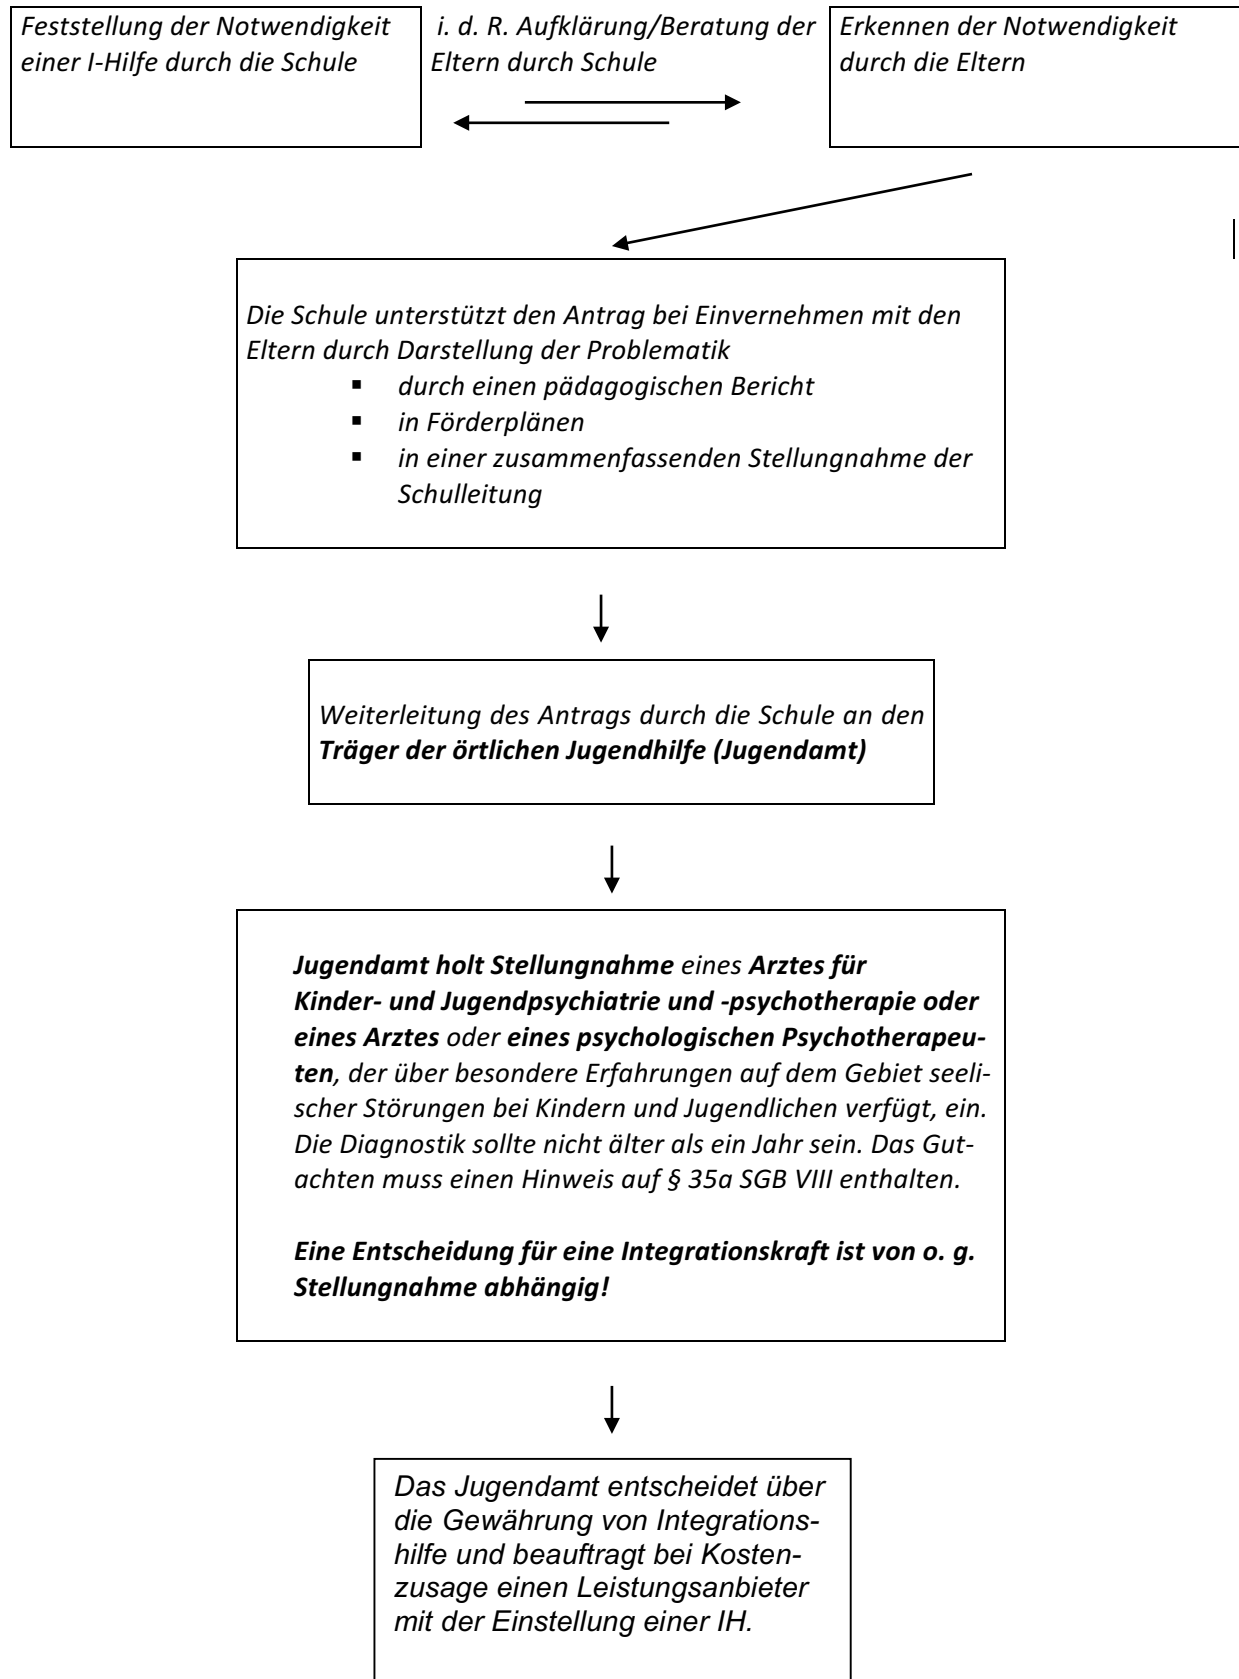 Feststellung der Notwendigkeit
einer I-Hilfe durch die Schule
i. d. R. Aufklärung/Beratung der
Eltern durch Schule
Erkennen der Notwendigkeit
durch die Eltern
Die Schule unterstützt den Antrag bei Einvernehmen mit den
Eltern durch Darstellung der Problematik
▪ durch einen pädagogischen Bericht
▪ in Förderplänen
▪ in einer zusammenfassenden Stellungnahme der
Schulleitung
Weiterleitung des Antrags durch die Schule an den
Träger der örtlichen Jugendhilfe (Jugendamt)
Jugendamt holt Stellungnahme eines Arztes für
Kinder- und Jugendpsychiatrie und -psychotherapie oder
eines Arztes oder eines psychologischen Psychotherapeu-
ten, der über besondere Erfahrungen auf dem Gebiet seeli-
scher Störungen bei Kindern und Jugendlichen verfügt, ein.
Die Diagnostik sollte nicht älter als ein Jahr sein. Das Gut-
achten muss einen Hinweis auf § 35a SGB VIII enthalten.
Eine Entscheidung für eine Integrationskraft ist von o. g.
Stellungnahme abhängig!
Das Jugendamt entscheidet über
die Gewährung von Integrations-
hilfe und beauftragt bei Kosten-
zusage einen Leistungsanbieter
mit der Einstellung einer IH.